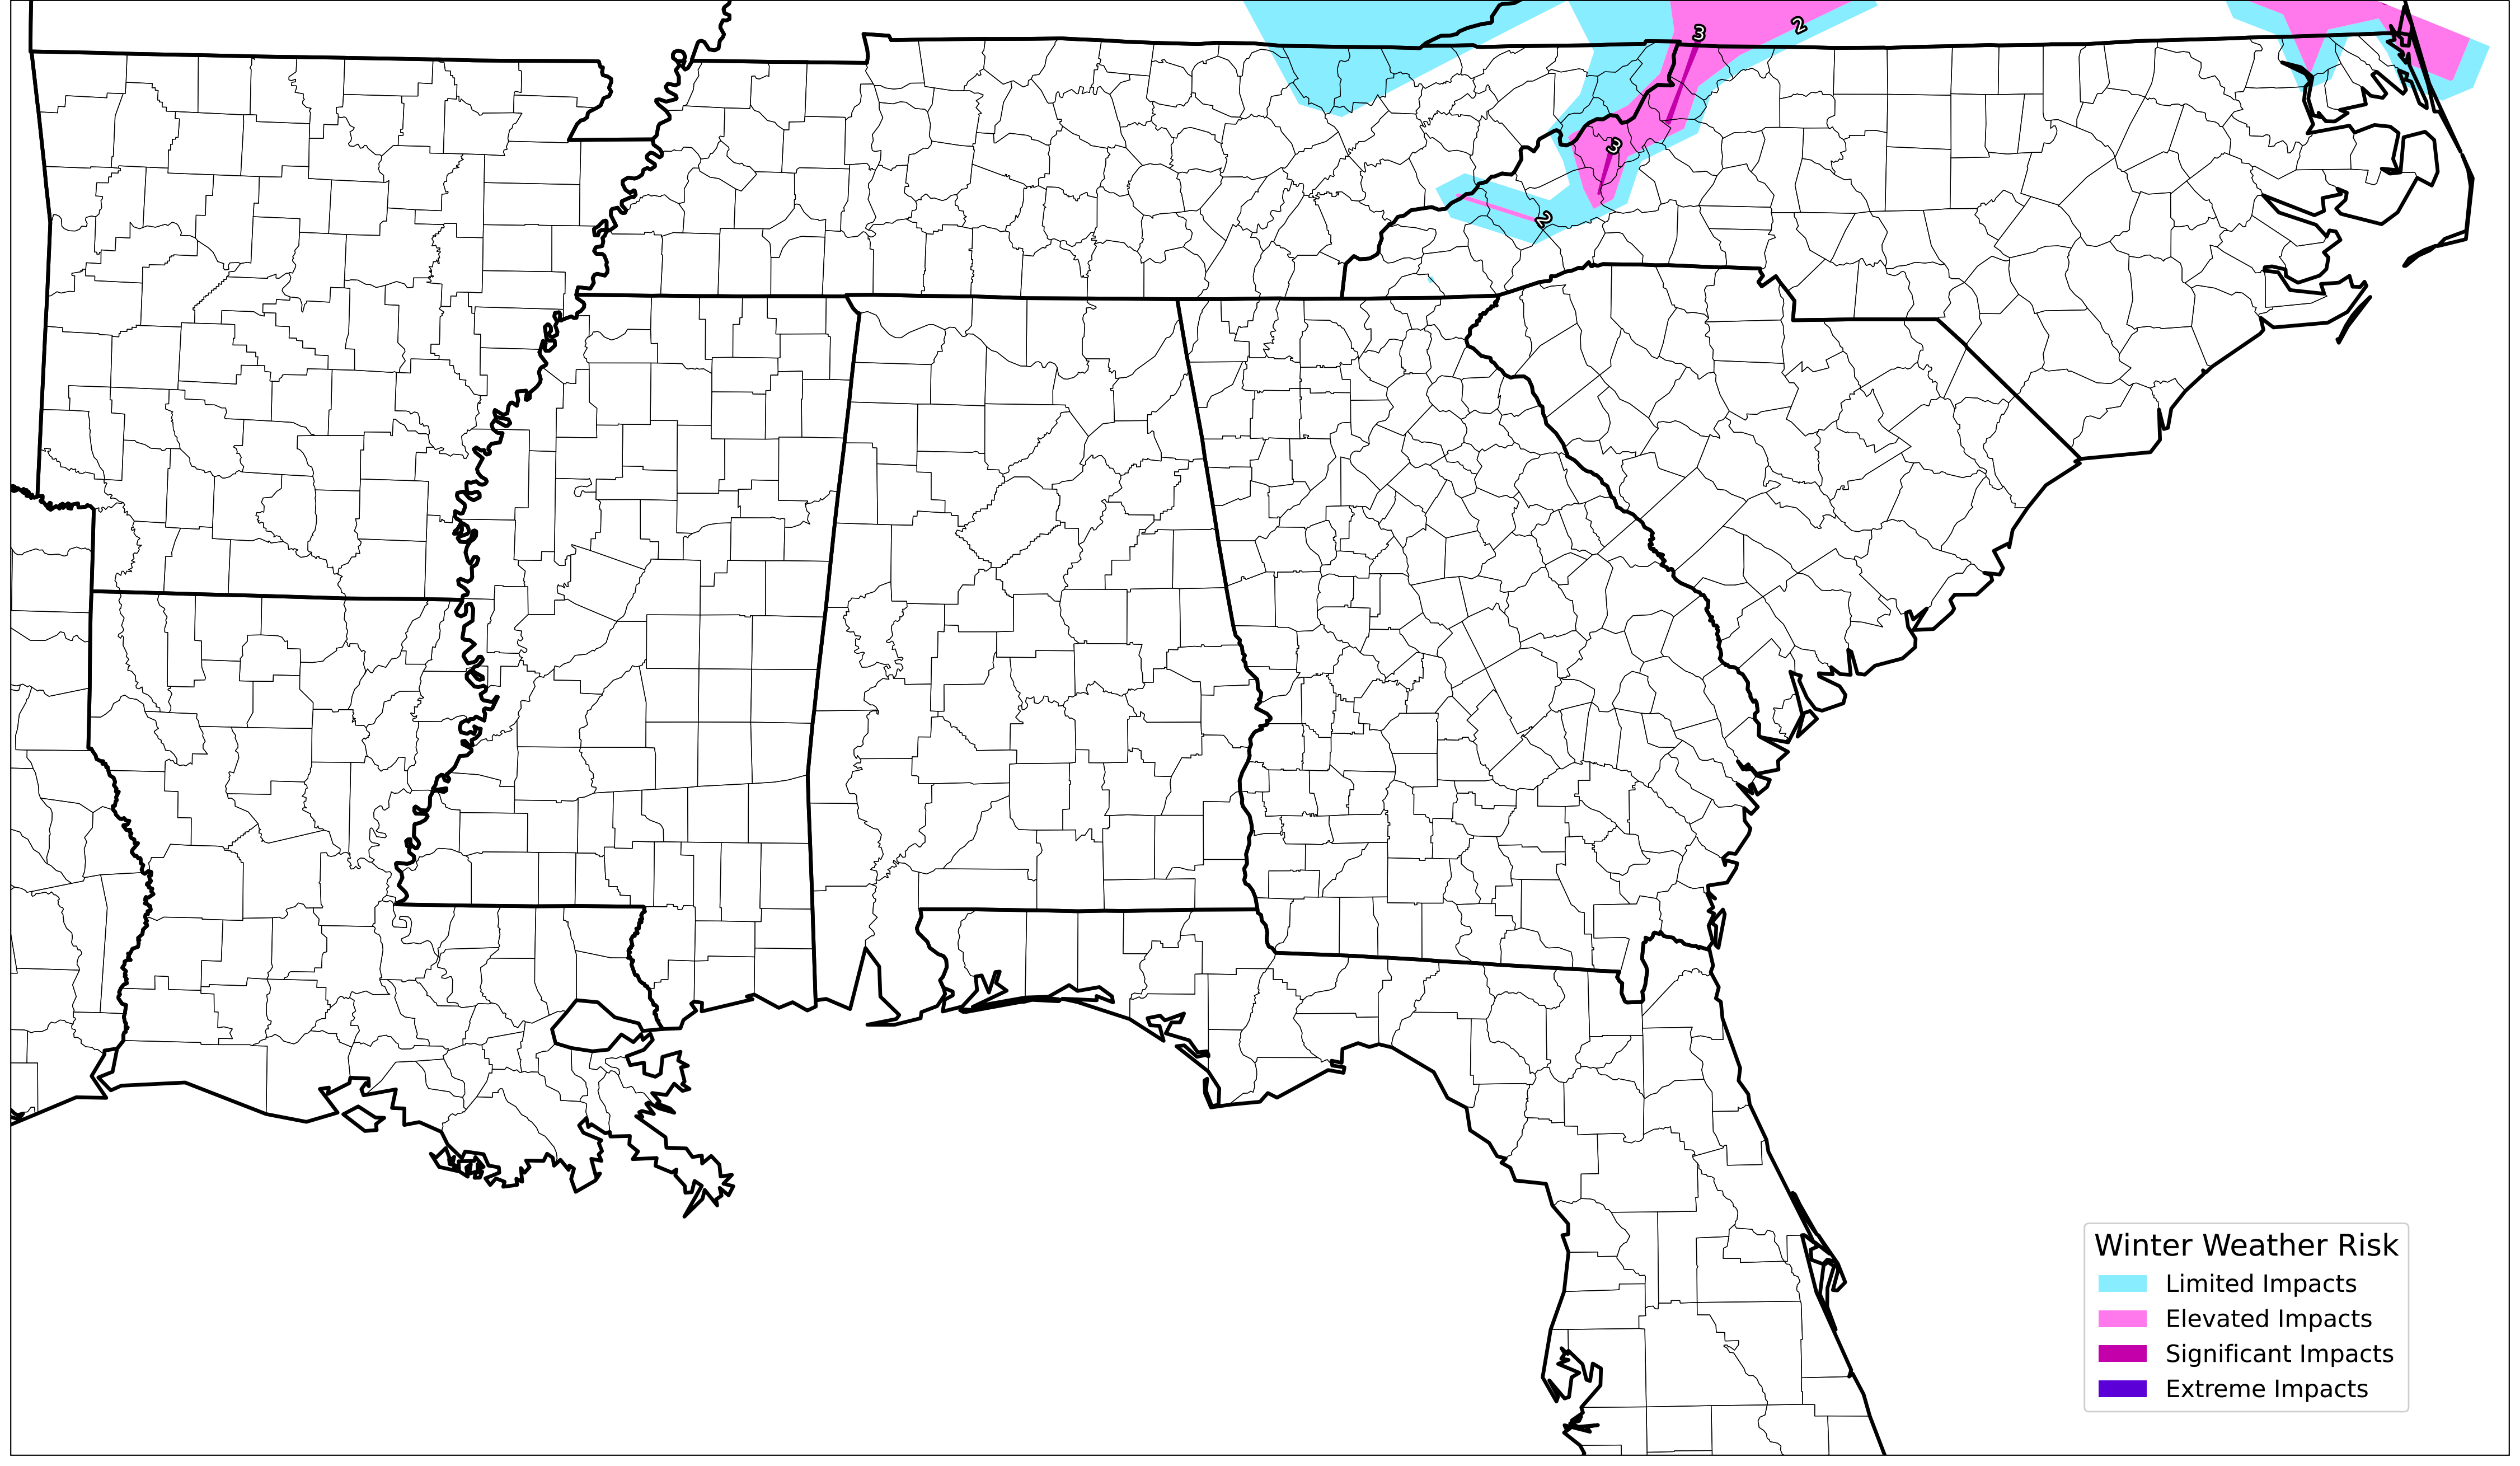 3
2
3
2
Winter Weather Risk
Limited Impacts
Elevated Impacts
Significant Impacts
Extreme Impacts